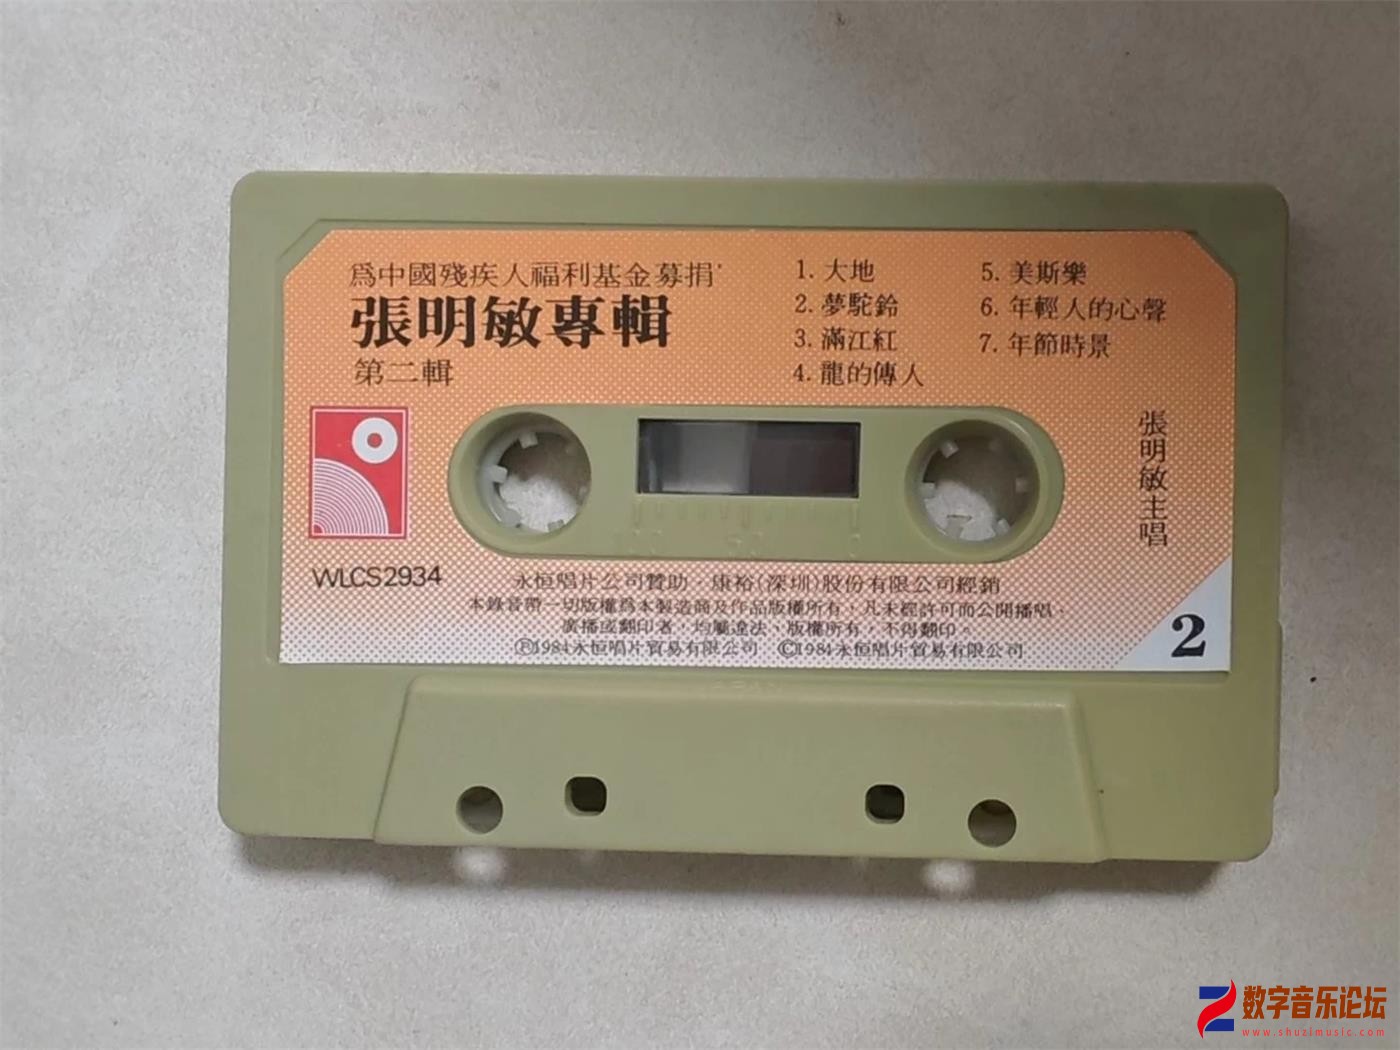 爲中國殘疾人福利基金募捐
張明敏專輯
第二輯
1. 大地
2. 夢駝鈴
3. 滿江紅
4. 龍的傳人
5. 美斯樂
6. 年輕人的心聲
7. 年節時景
張明敏主唱
WLCS2934
永恒唱片公司贊助·康裕(深圳)股份有限公司經銷
本錄音帶一切版權爲本製造商及作品版權所有，凡未經許可而公開播唱、
廣播或翻印者，均屬違法、版權所有，不得翻印。
Ⓟ1984永恒唱片貿易有限公司 Ⓒ1984永恒唱片貿易有限公司
2
100 50 0
数字音乐论坛
www.shuzimusic.com